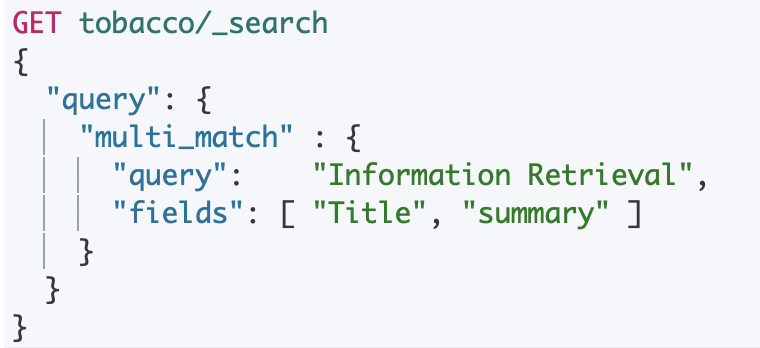 GET tobacco/_search
{
  "query": {
    "multi_match" : {
      "query":    "Information Retrieval",
      "fields": [ "Title", "summary" ]
    }
  }
}